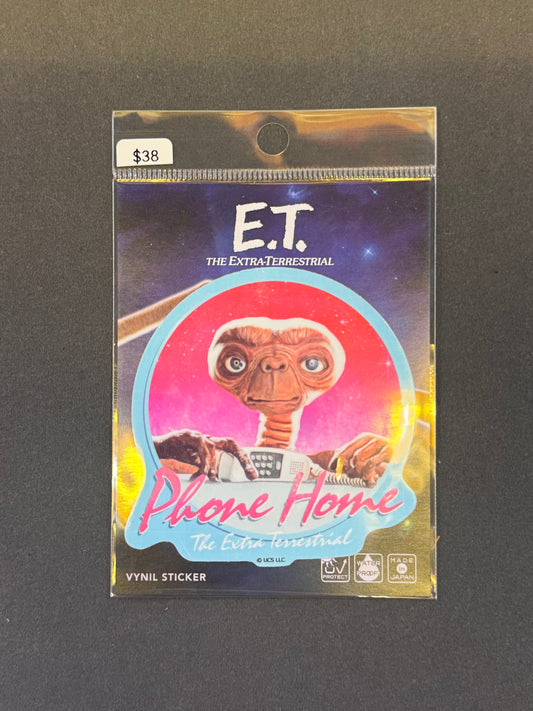 $38
E.T.
THE EXTRA-TERRESTRIAL
Phone Home
The Extra Terrestrial
© UCS LLC
VYNIL STICKER
UV
PROTECT
WATER
PROOF
MADE
in
JAPAN